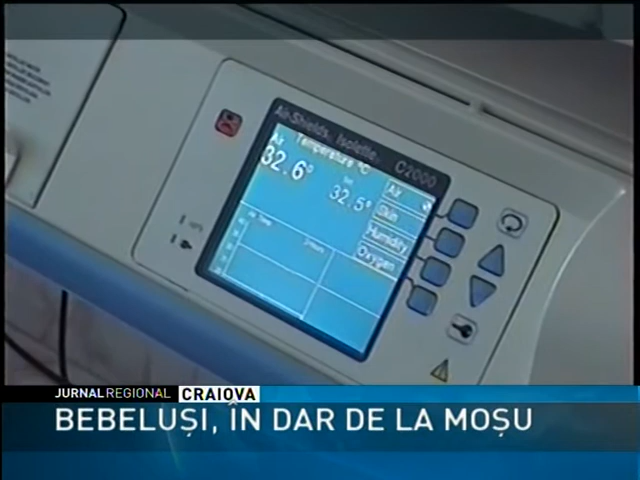 Air-Shields® Isolette® C2000
Temperature °C
Air
32.6°
Set
32.5°
Air
Skin
Humidity
Oxygen
JURNAL REGIONAL CRAIOVA
BEBELUȘI, ÎN DAR DE LA MOȘU